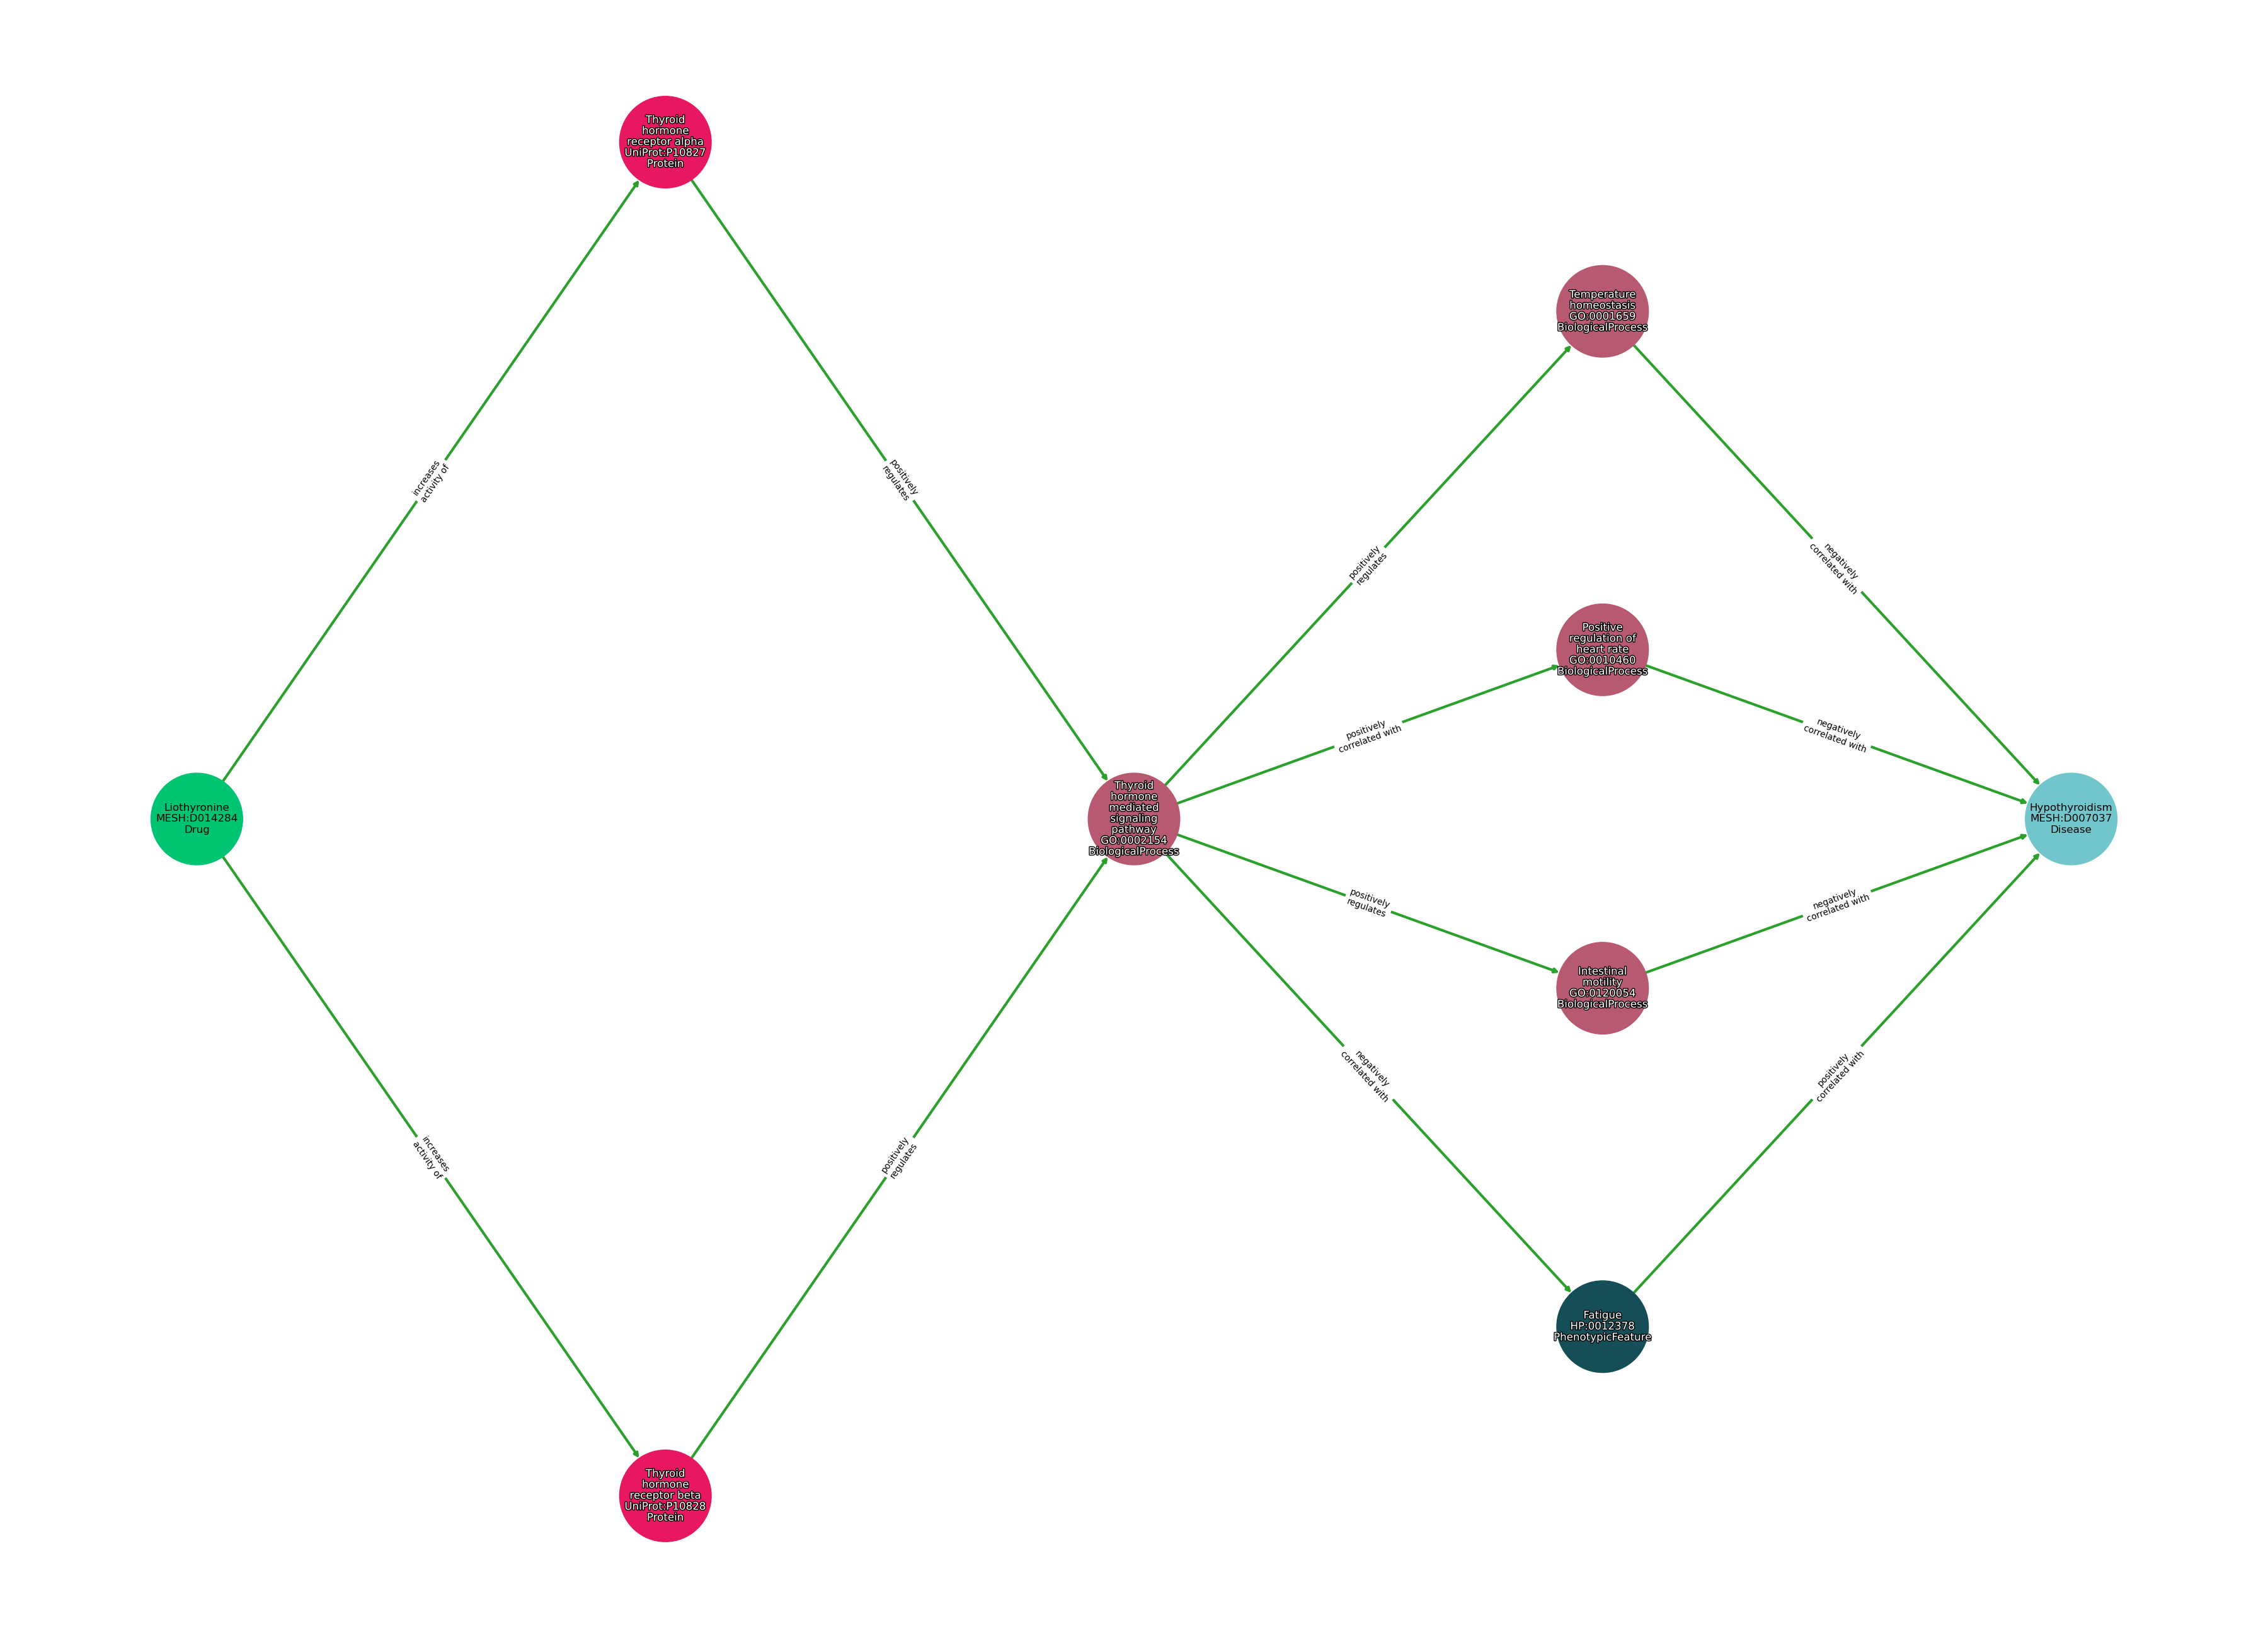 Thyroid
hormone
receptor alpha
UniProt:P10827
Protein
Temperature
homeostasis
GO:0001659
BiologicalProcess
increases
activity of
positively
regulates
positively
regulates
negatively
correlated with
Positive
regulation of
heart rate
GO:0010460
BiologicalProcess
positively
correlated with
negatively
correlated with
Liothyronine
MESH:D014284
Drug
Thyroid
hormone
mediated
signaling
pathway
GO:0002154
BiologicalProcess
Hypothyroidism
MESH:D007037
Disease
positively
regulates
negatively
correlated with
Intestinal
motility
GO:0120054
BiologicalProcess
negatively
correlated with
positively
correlated with
increases
activity of
positively
regulates
Fatigue
HP:0012378
PhenotypicFeature
Thyroid
hormone
receptor beta
UniProt:P10828
Protein